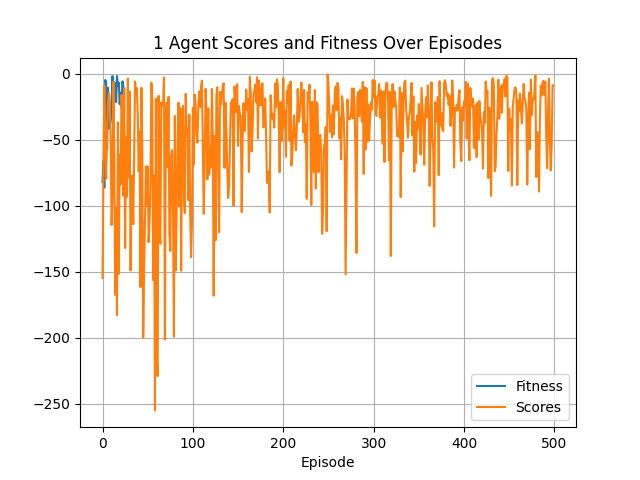 1 Agent Scores and Fitness Over Episodes
0
−50
−100
−150
−200
−250
0 100 200 300 400 500
Episode
Fitness
Scores